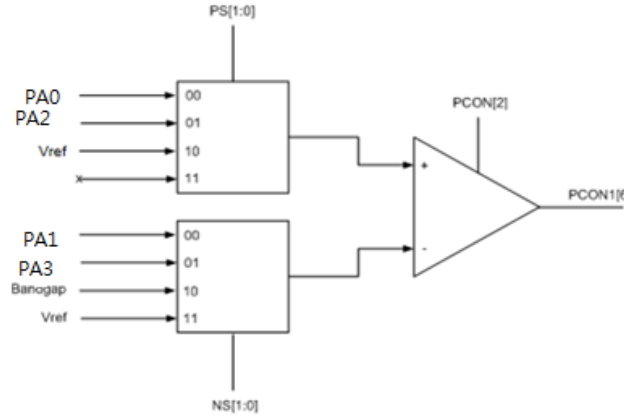 PS[1:0]
PA0
00
PA2
01
PCON[2]
Vref
10
x
11
+
PCON1[6
PA1
00
-
PA3
01
Banogap
10
Vref
11
NS[1:0]